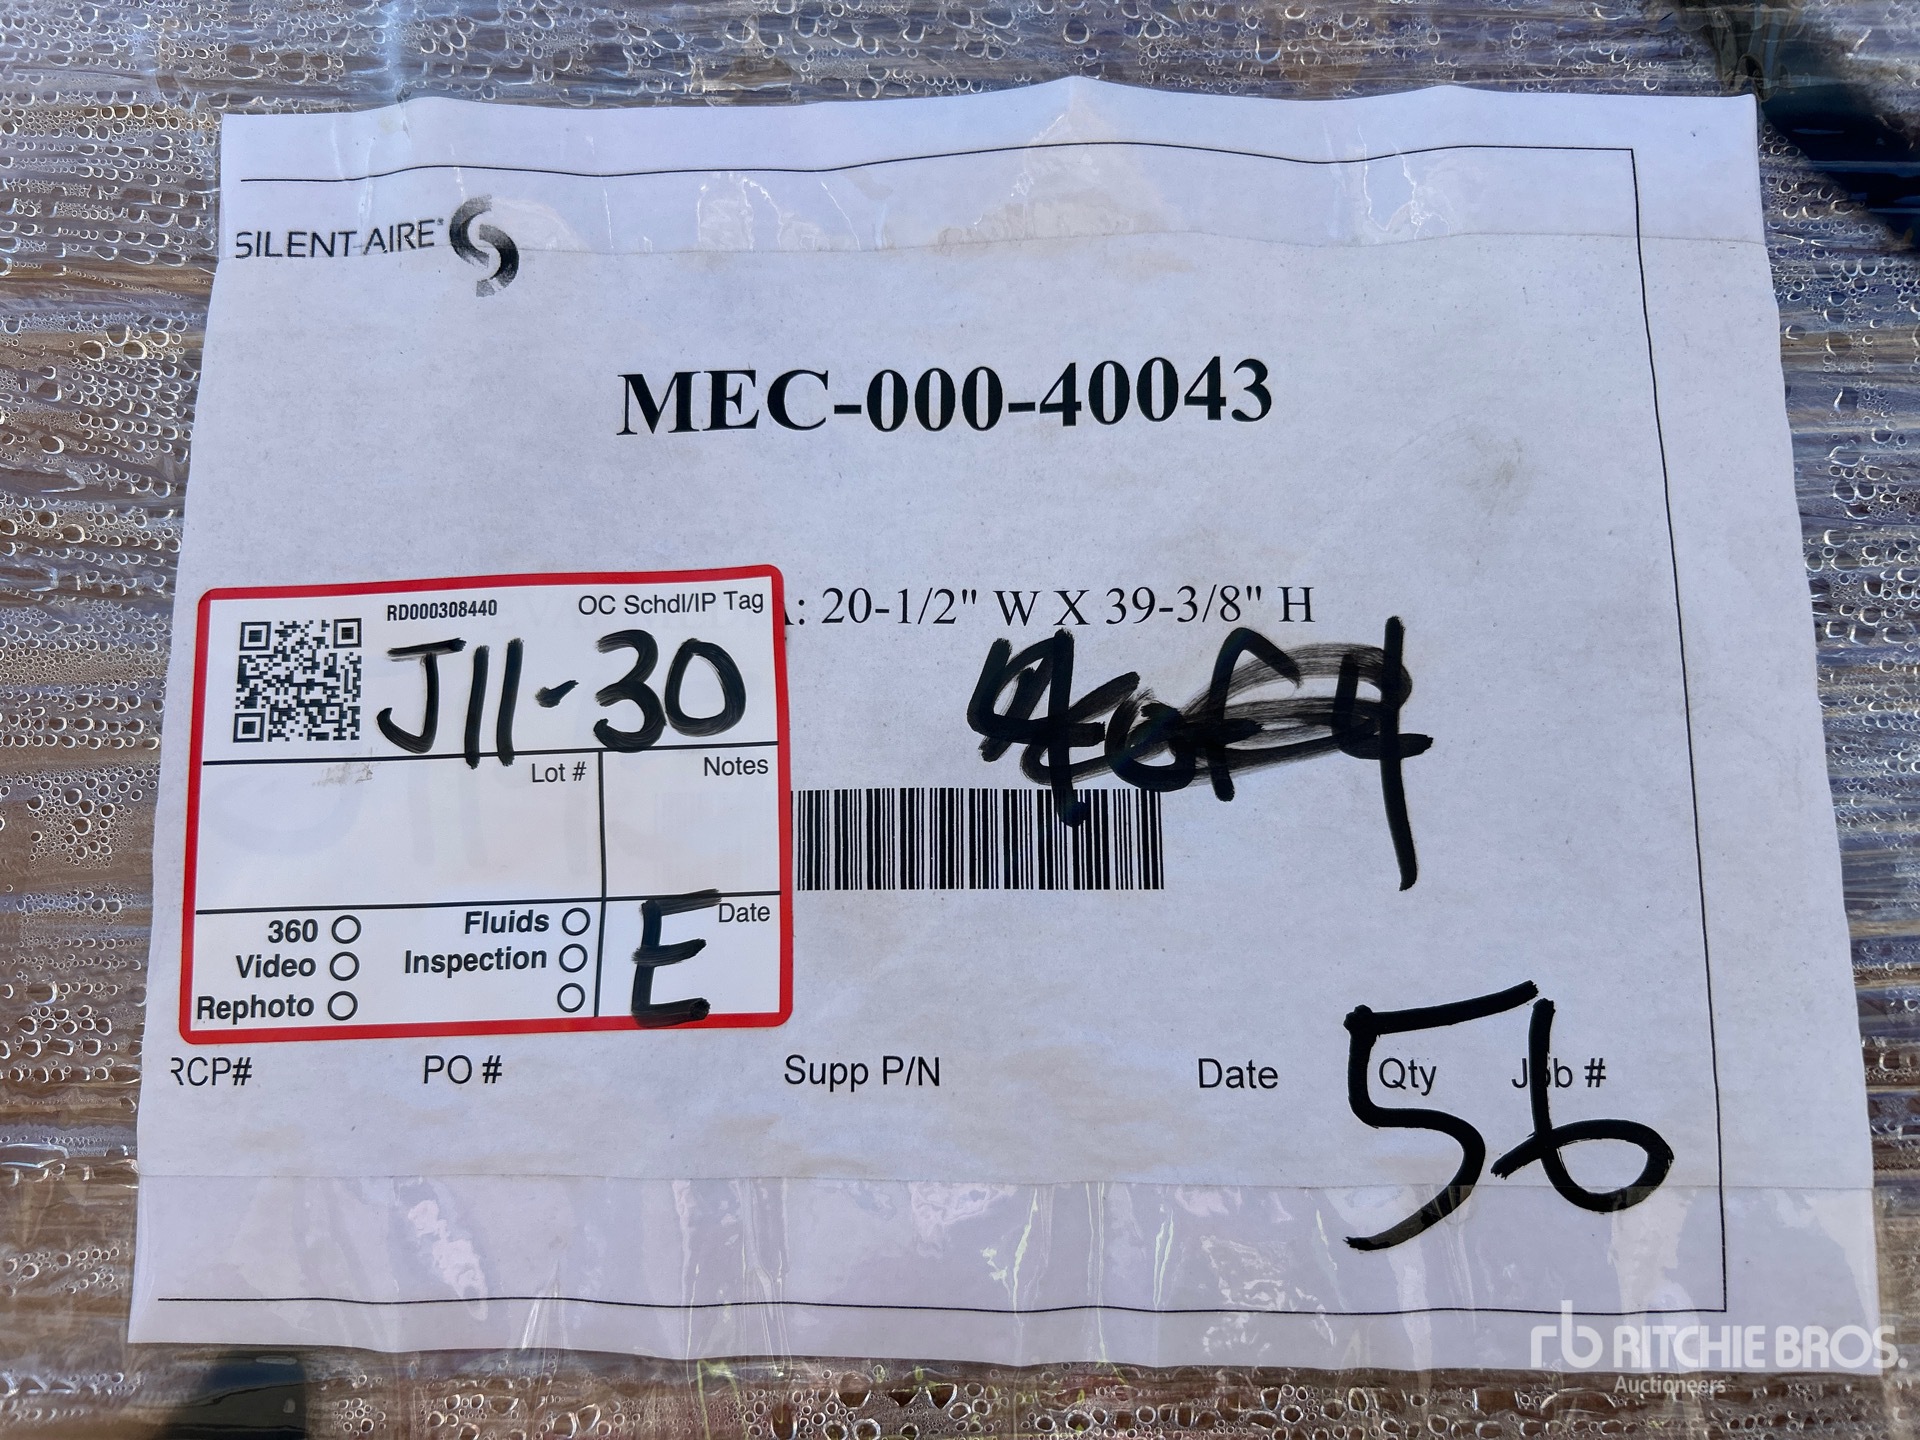 SILENT-AIRE®
MEC-000-40043
A: 20-1/2" W X 39-3/8" H
RD000308440
OC Schdl/IP Tag
J11-30
Lot #
Notes
360
Video
Rephoto
Fluids
Inspection
Date
E
RCP#
PO #
Supp P/N
Date
Qty
Job #
56
rb RITCHIE BROS.
Auctioneers